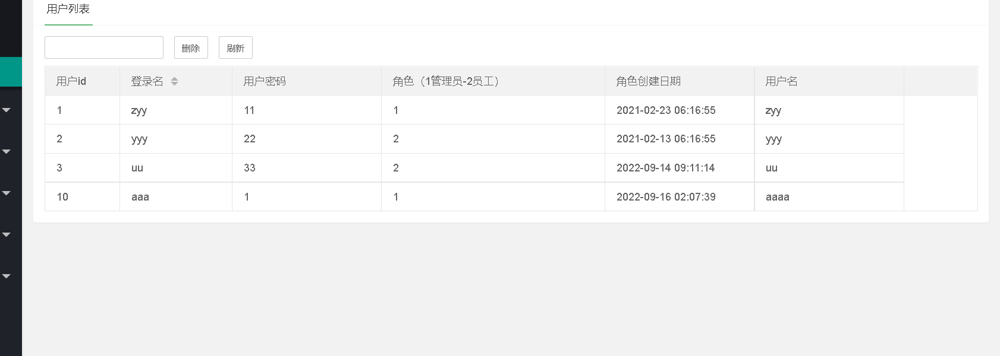 用户列表
删除 刷新
用户id 登录名 用户密码 角色（1管理员-2员工） 角色创建日期 用户名
1 zyy 11 1 2021-02-23 06:16:55 zyy
2 yyy 22 2 2021-02-13 06:16:55 yyy
3 uu 33 2 2022-09-14 09:11:14 uu
10 aaa 1 1 2022-09-16 02:07:39 aaaa